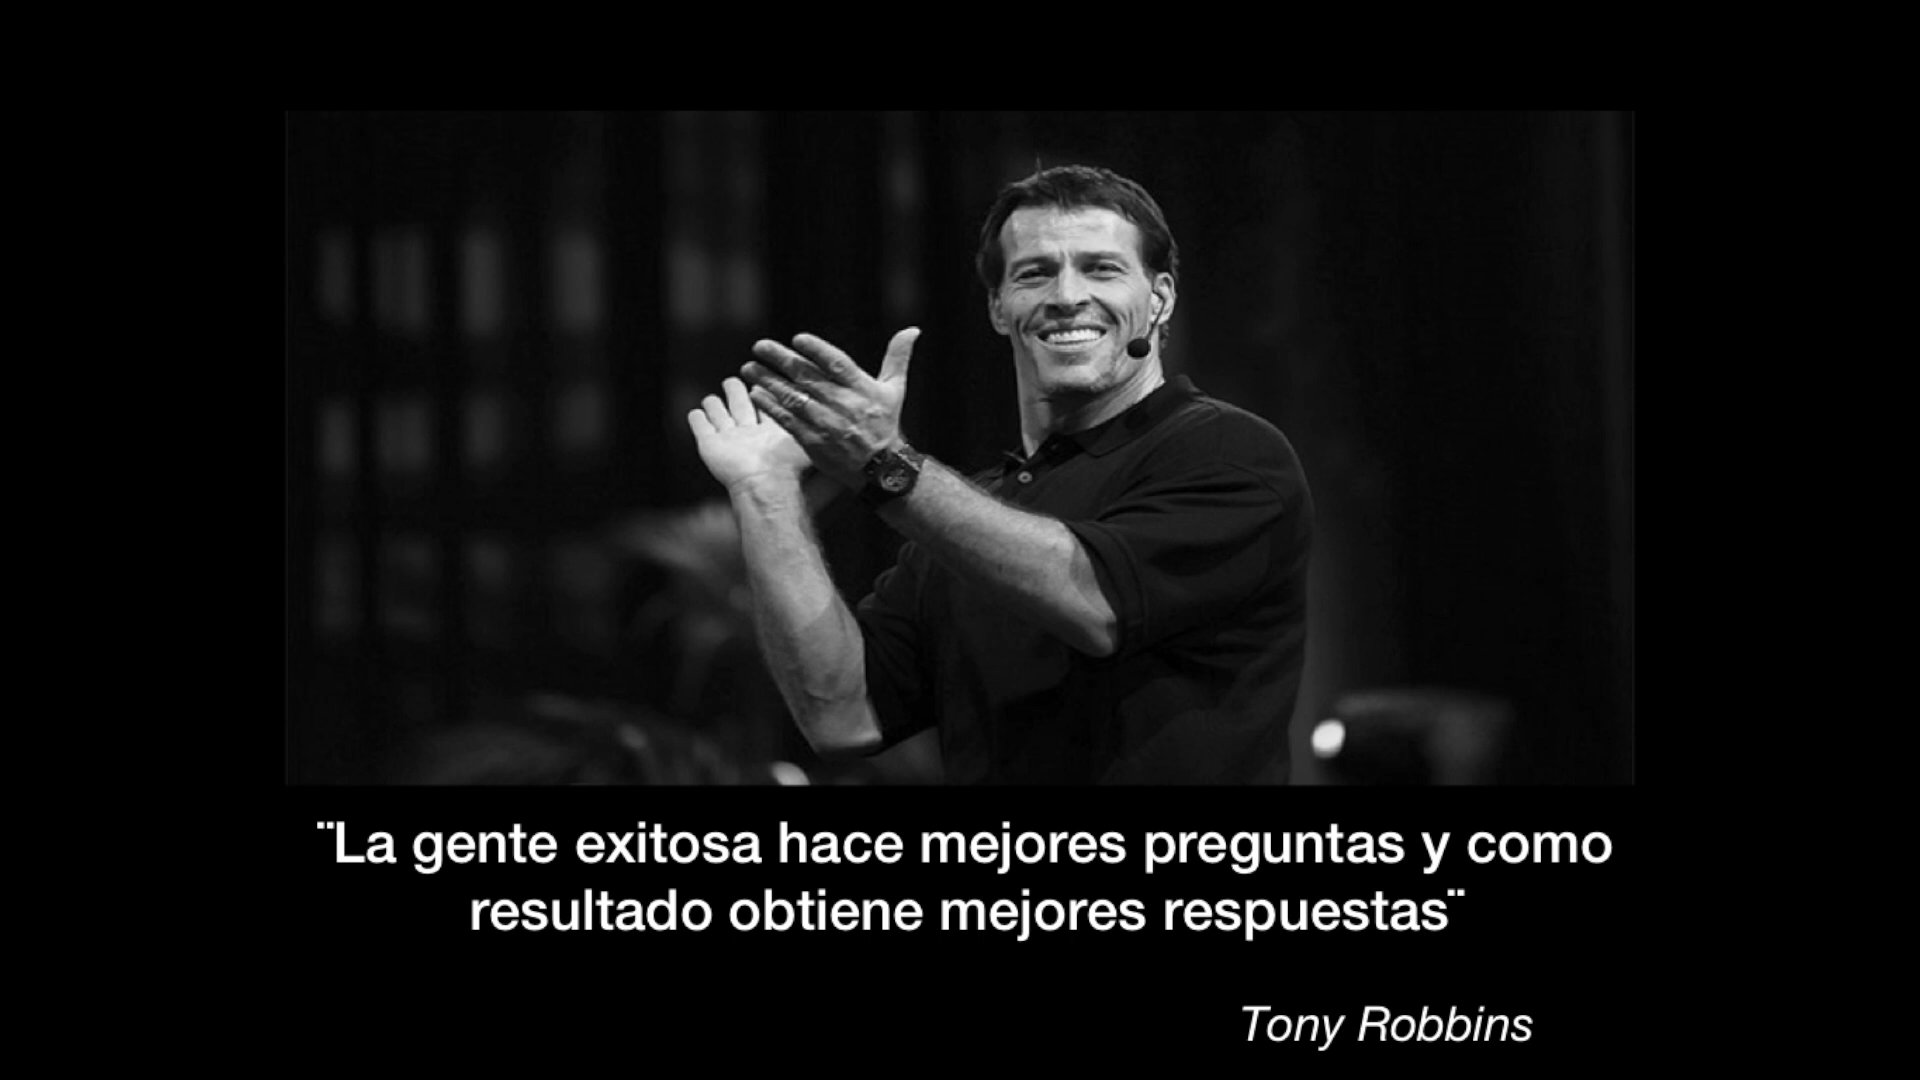 ¨La gente exitosa hace mejores preguntas y como
resultado obtiene mejores respuestas¨
Tony Robbins